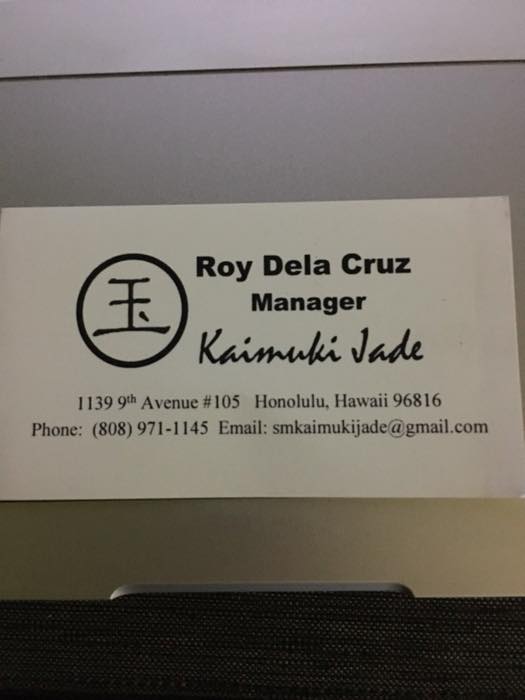 玉
Roy Dela Cruz
Manager
Kaimuki Jade
1139 9th Avenue #105 Honolulu, Hawaii 96816
Phone: (808) 971-1145 Email: smkaimukijade@gmail.com